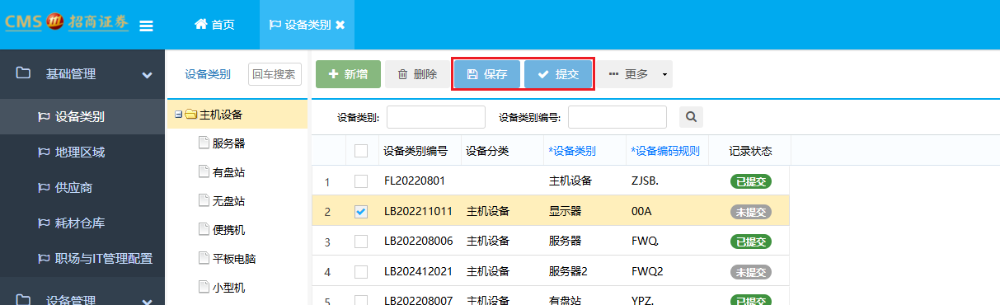 CMS 招商证券
首页
设备类别
基础管理
设备类别
地理区域
供应商
耗材仓库
职场与IT管理配置
设备管理
设备类别 回车搜索
主机设备
服务器
有盘站
无盘站
便携机
平板电脑
小型机
新增 删除 保存 提交 更多
设备类别: 设备类别编号:
设备类别编号 设备分类 *设备类别 *设备编码规则 记录状态
1 FL20220801 主机设备 ZJSB. 已提交
2 LB202211011 主机设备 显示器 00A 未提交
3 LB202208006 主机设备 服务器 FWQ. 已提交
4 LB202412021 主机设备 服务器2 FWQ2 未提交
5 LB202208007 主机设备 有盘站 YPZ. 已提交